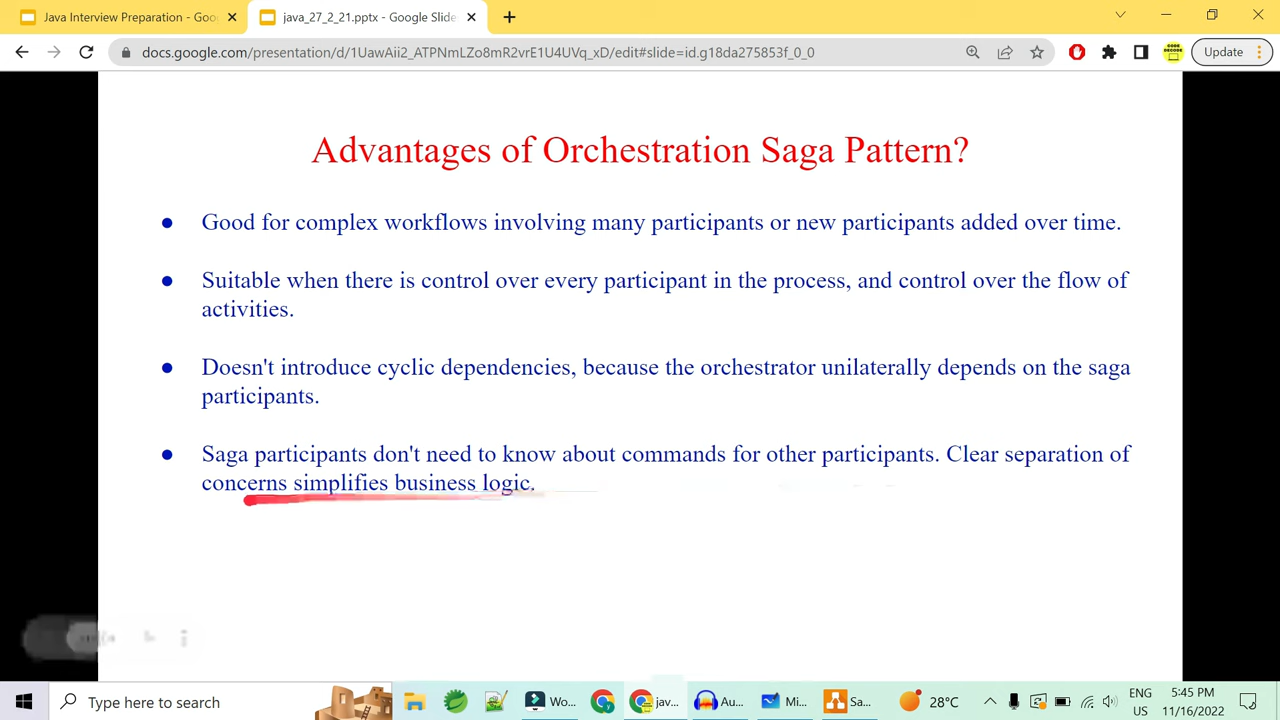 Java Interview Preparation - Goo
java_27_2_21.pptx - Google Slide
docs.google.com/presentation/d/1UawAii2_ATPNmLZo8mR2vrE1U4UVq_xD/edit#slide=id.g18da275853f_0_0
Update
Advantages of Orchestration Saga Pattern?
● Good for complex workflows involving many participants or new participants added over time.
● Suitable when there is control over every participant in the process, and control over the flow of
activities.
● Doesn't introduce cyclic dependencies, because the orchestrator unilaterally depends on the saga
participants.
● Saga participants don't need to know about commands for other participants. Clear separation of
concerns simplifies business logic.
Type here to search
Wo...
jav...
Au...
Mi...
Sa...
28°C
ENG
US
5:45 PM
11/16/2022